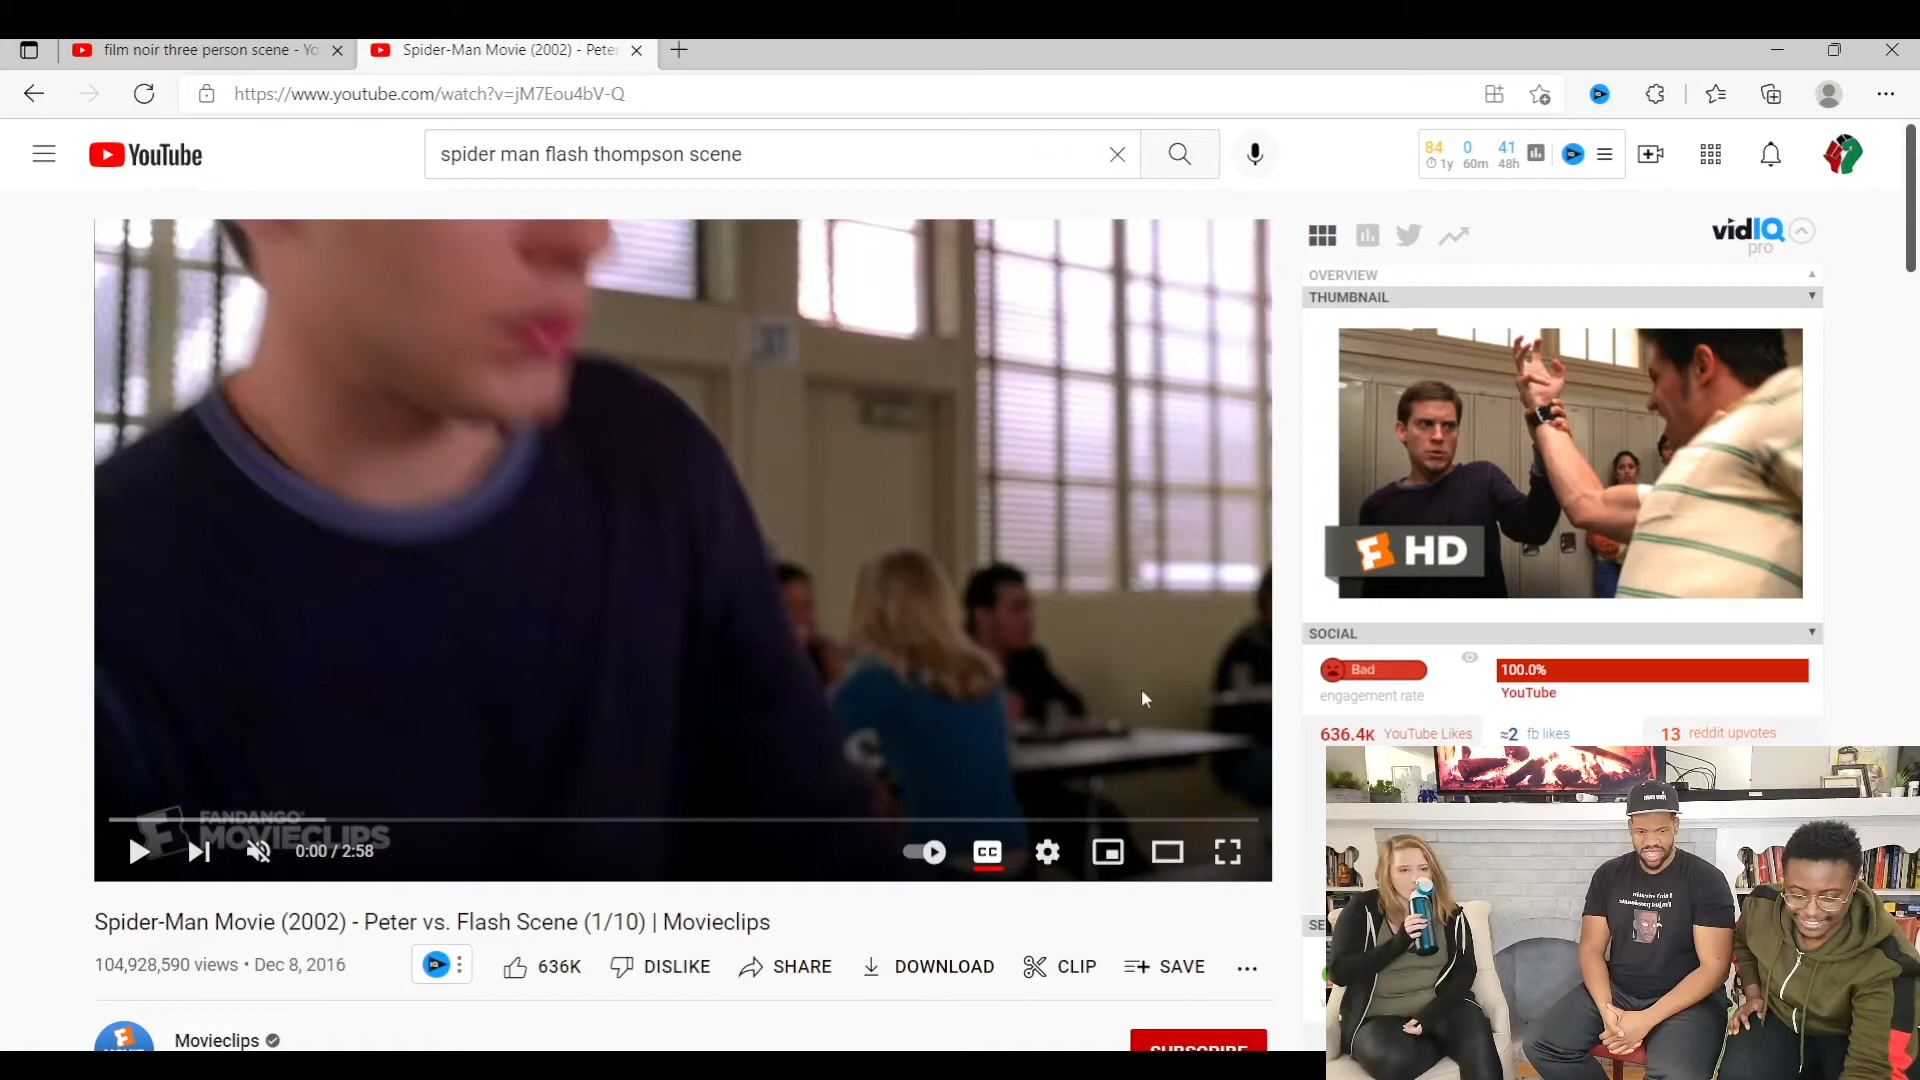 film noir three person scene - Yo
Spider-Man Movie (2002) - Peter
https://www.youtube.com/watch?v=jM7Eou4bV-Q
YouTube
spider man flash thompson scene
84 0 41
1y 60m 48h
vidIQ
pro
OVERVIEW
THUMBNAIL
HD
SOCIAL
Bad
100.0%
engagement rate
YouTube
636.4K YouTube Likes ≈2 fb likes 13 reddit upvotes
FANDANGO
MOVIECLIPS
0:00 / 2:58
CC
Spider-Man Movie (2002) - Peter vs. Flash Scene (1/10) | Movieclips
SE
104,928,590 views • Dec 8, 2016
636K DISLIKE SHARE DOWNLOAD CLIP SAVE
Movieclips
SUBSCRIBE